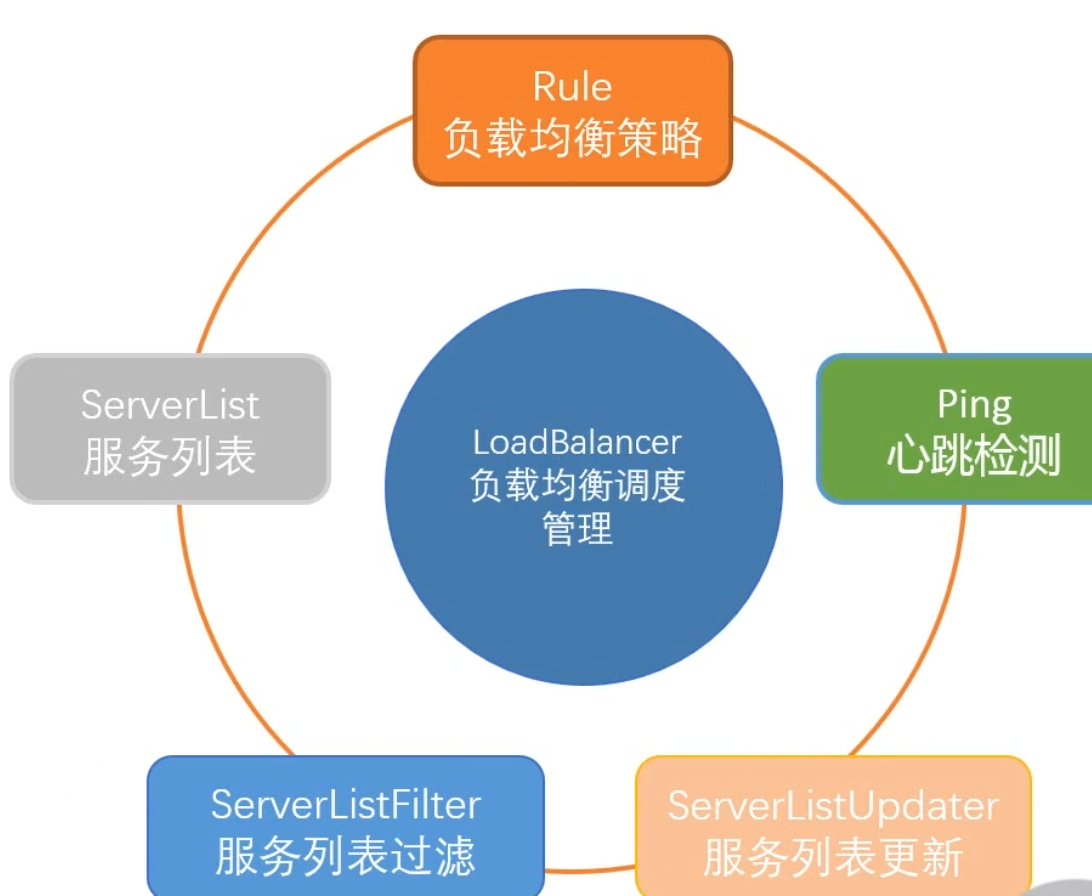 Rule
负载均衡策略
ServerList
服务列表
LoadBalancer
负载均衡调度
管理
Ping
心跳检测
ServerListFilter
服务列表过滤
ServerListUpdater
服务列表更新